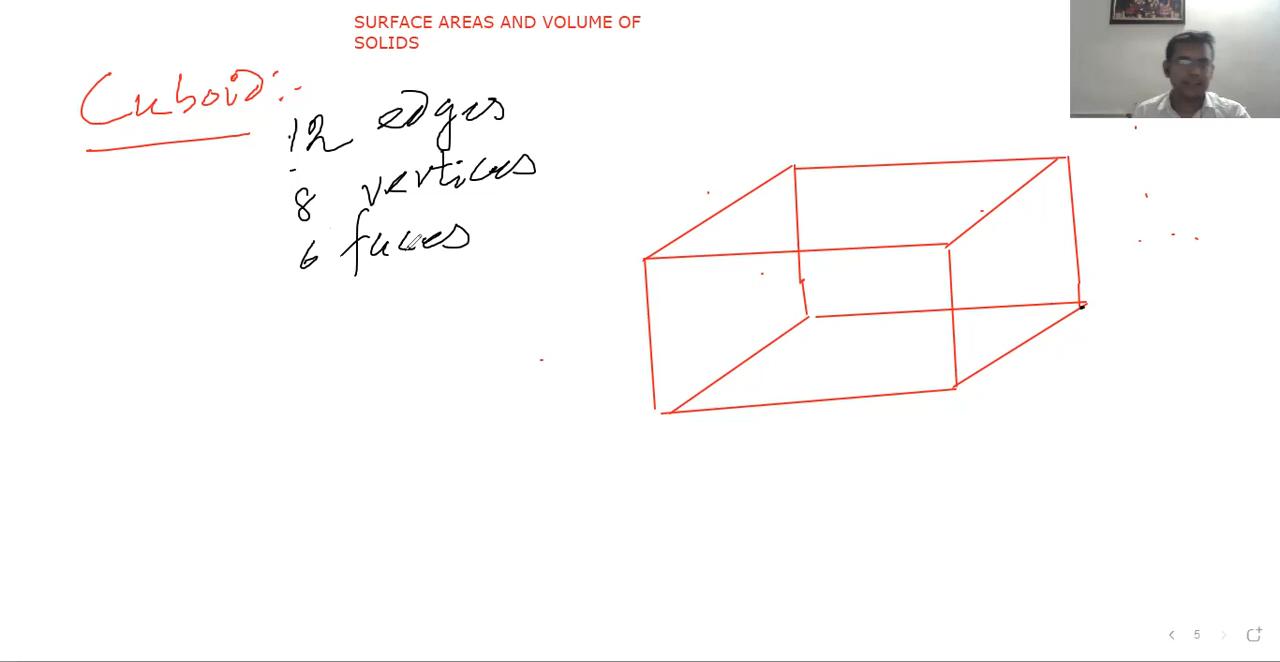 SURFACE AREAS AND VOLUME OF
SOLIDS
Cuboid:-
12 edges
8 vertices
6 faces
5